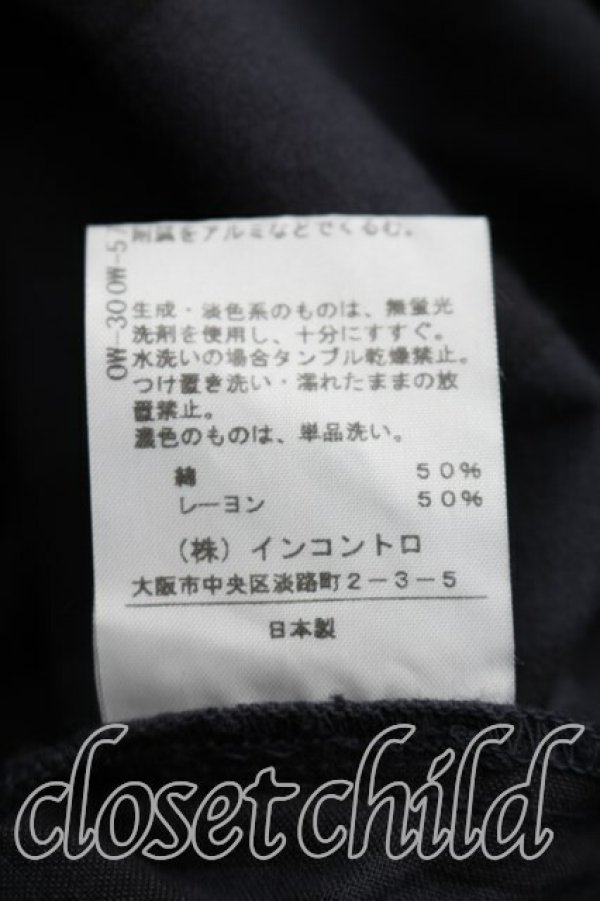 附属をアルミなどでくるむ。
生成・淡色系のものは、無蛍光
洗剤を使用し、十分にすすぐ。
水洗いの場合タンブル乾燥禁止。
つけ置き洗い・濡れたままの放
置禁止。
濃色のものは、単品洗い。
綿 50%
レーヨン 50%
(株)インコントロ
大阪市中央区淡路町2-3-5
日本製
OW-300W-57
closet child